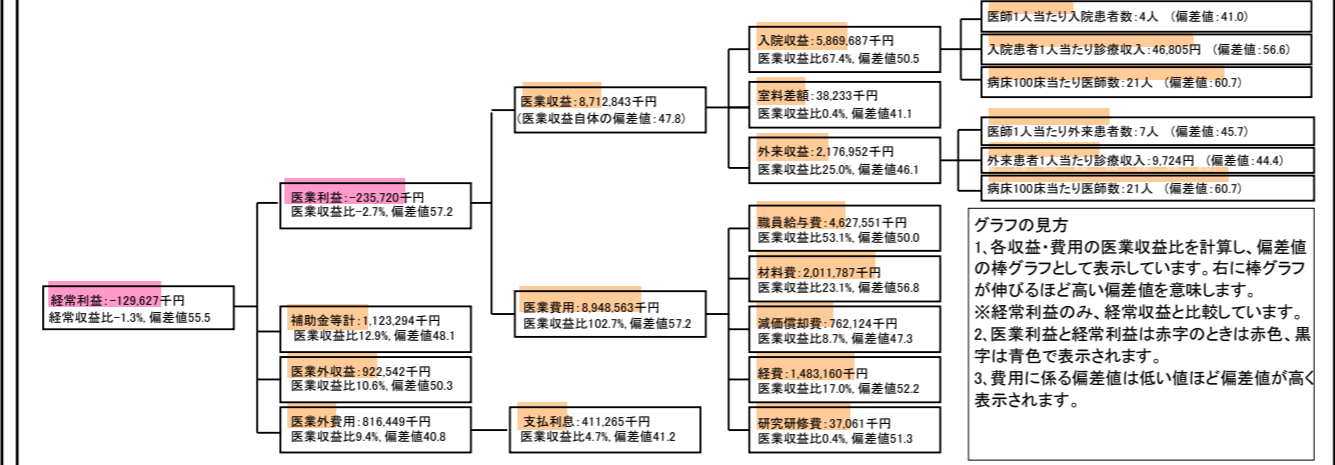 経常利益:-129,627千円
経常収益比-1.3%, 偏差値55.5
医業利益:-235,720千円
医業収益比-2.7%, 偏差値57.2
補助金等計:1,123,294千円
医業収益比12.9%, 偏差値48.1
医業外収益:922,542千円
医業収益比10.6%, 偏差値50.3
医業外費用:816,449千円
医業収益比9.4%, 偏差値40.8
支払利息:411,265千円
医業収益比4.7%, 偏差値41.2
医業収益:8,712,843千円
(医業収益自体の偏差値:47.8)
医業費用:8,948,563千円
医業収益比102.7%, 偏差値57.2
入院収益:5,869,687千円
医業収益比67.4%, 偏差値50.5
室料差額:38,233千円
医業収益比0.4%, 偏差値41.1
外来収益:2,176,952千円
医業収益比25.0%, 偏差値46.1
職員給与費:4,627,551千円
医業収益比53.1%, 偏差値50.0
材料費:2,011,787千円
医業収益比23.1%, 偏差値56.8
減価償却費:762,124千円
医業収益比8.7%, 偏差値47.3
経費:1,483,160千円
医業収益比17.0%, 偏差値52.2
研究研修費:37,061千円
医業収益比0.4%, 偏差値51.3
医師1人当たり入院患者数:4人 (偏差値:41.0)
入院患者1人当たり診療収入:46,805円 (偏差値:56.6)
病床100床当たり医師数:21人 (偏差値:60.7)
医師1人当たり外来患者数:7人 (偏差値:45.7)
外来患者1人当たり診療収入:9,724円 (偏差値:44.4)
病床100床当たり医師数:21人 (偏差値:60.7)
グラフの見方
1、各収益・費用の医業収益比を計算し、偏差値
の棒グラフとして表示しています。右に棒グラフ
が伸びるほど高い偏差値を意味します。
※経常利益のみ、経常収益と比較しています。
2、医業利益と経常利益は赤字のときは赤色、黒
字は青色で表示されます。
3、費用に係る偏差値は低い値ほど偏差値が高く
表示されます。